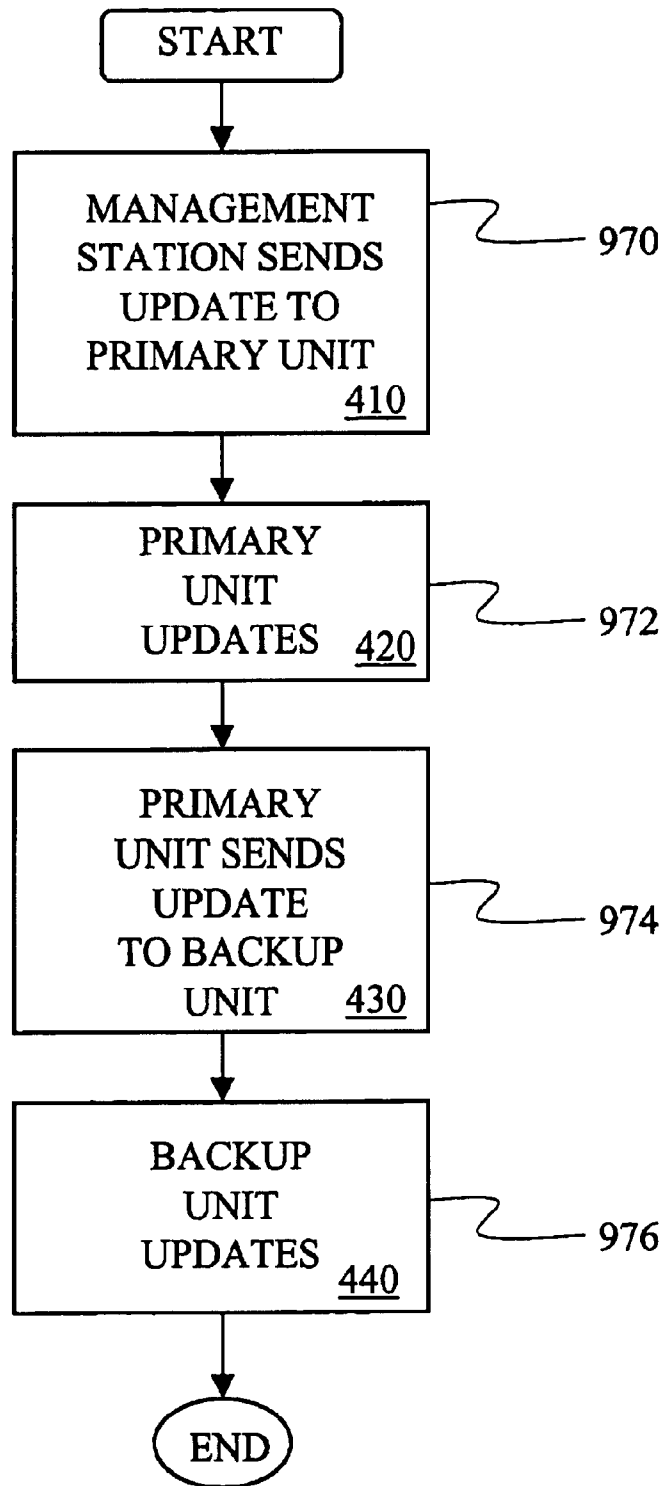 START
MANAGEMENT
STATION SENDS
UPDATE TO
PRIMARY UNIT
410
970
PRIMARY
UNIT
UPDATES
420
972
PRIMARY
UNIT SENDS
UPDATE
TO BACKUP
UNIT
430
974
BACKUP
UNIT
UPDATES
440
976
END